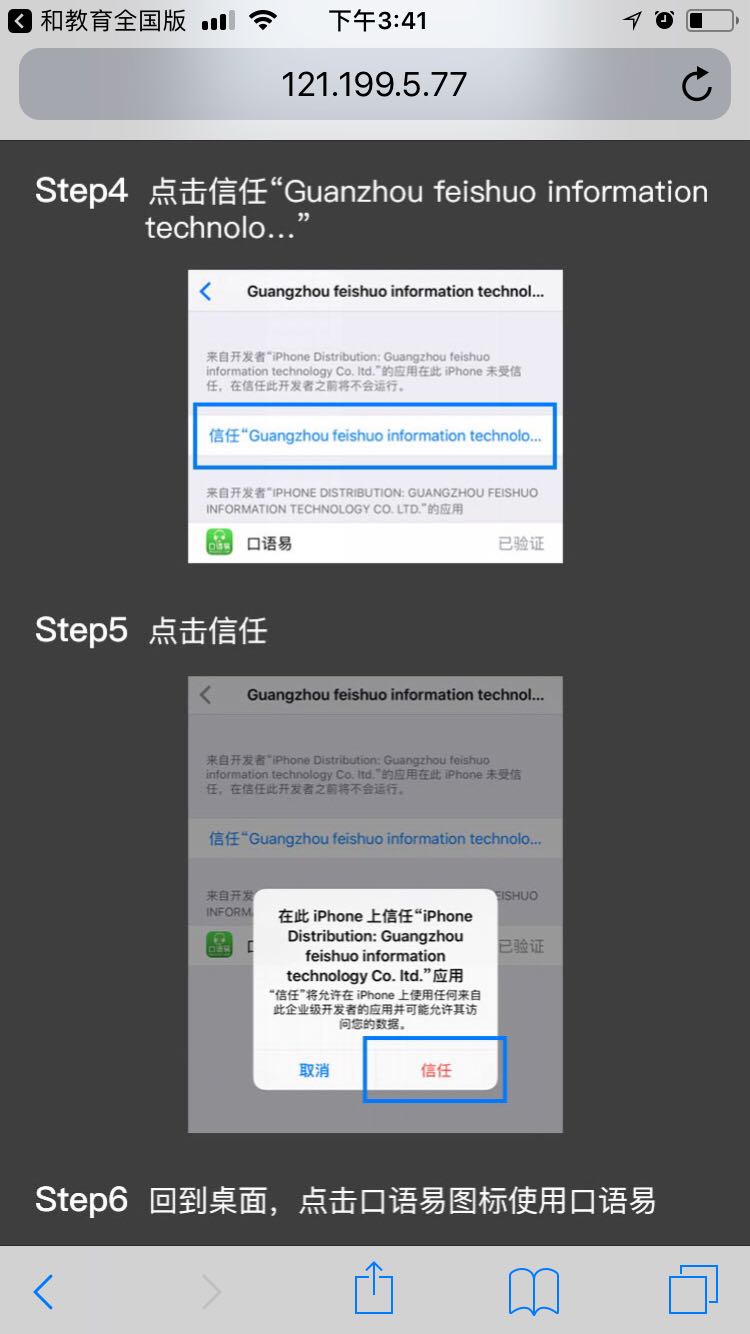 和教育全国版 下午3:41
121.199.5.77
Step4 点击信任“Guanzhou feishuo information
technolo...”
Guangzhou feishuo information technol...
来自开发者“iPhone Distribution: Guangzhou feishuo
information technology Co. ltd.”的应用在此 iPhone 未受信
任，在信任此开发者之前将不会运行。
信任“Guangzhou feishuo information technolo...
来自开发者“IPHONE DISTRIBUTION: GUANGZHOU FEISHUO
INFORMATION TECHNOLOGY CO. LTD.”的应用
口语易
口语易 已验证
Step5 点击信任
Guangzhou feishuo information technol...
来自开发者“iPhone Distribution: Guangzhou feishuo
information technology Co. ltd.”的应用在此 iPhone 未受信
任，在信任此开发者之前将不会运行。
信任“Guangzhou feishuo information technolo...
来自开发 EISHUO
INFORM
口语易
已验证
在此 iPhone 上信任“iPhone
Distribution: Guangzhou
feishuo information
technology Co. ltd.”应用
“信任”将允许在 iPhone 上使用任何来自
此企业级开发者的应用并可能允许其访
问您的数据。
取消 信任
Step6 回到桌面，点击口语易图标使用口语易